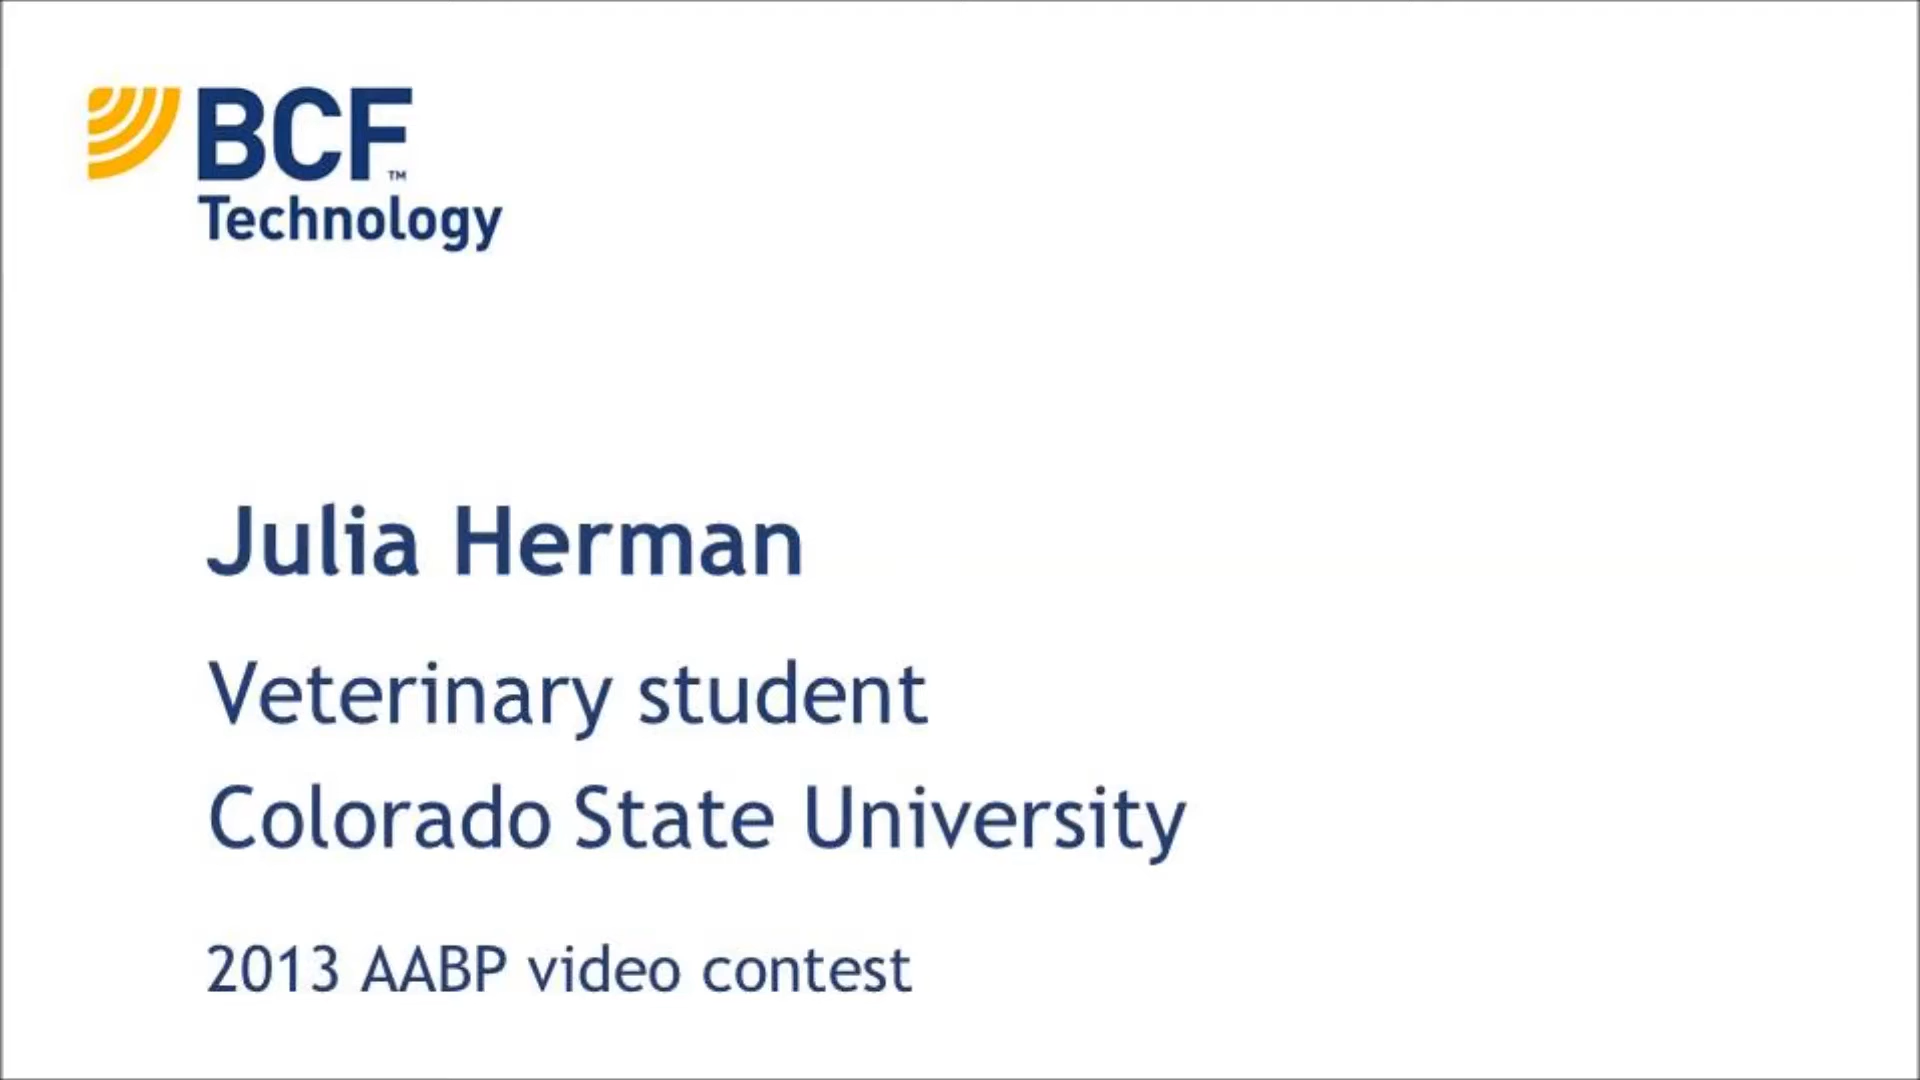 BCF™
Technology
Julia Herman
Veterinary student
Colorado State University
2013 AABP video contest